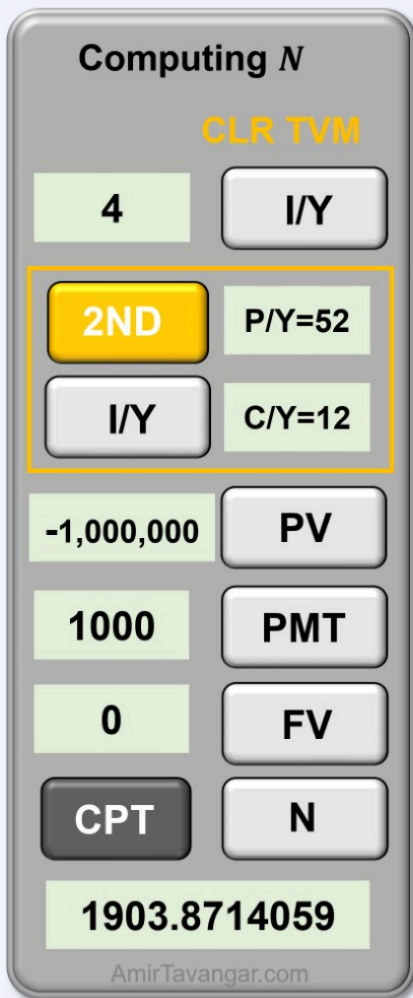 Computing N
CLR TVM
4 I/Y
2ND P/Y=52
I/Y C/Y=12
-1,000,000 PV
1000 PMT
0 FV
CPT N
1903.8714059
AmirTavangar.com